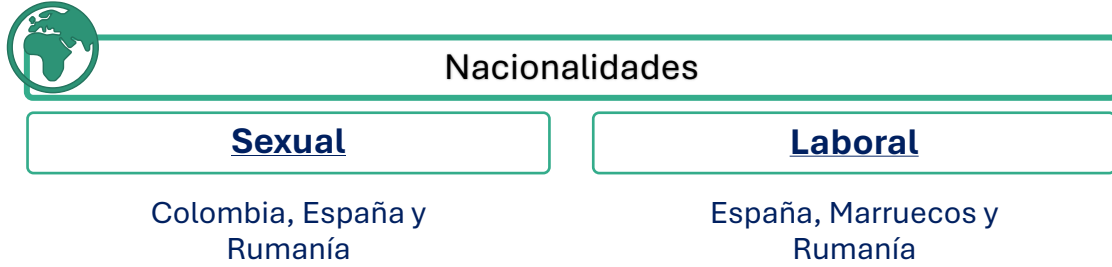 Nacionalidades
Sexual
Laboral
Colombia, España y
Rumanía
España, Marruecos y
Rumanía